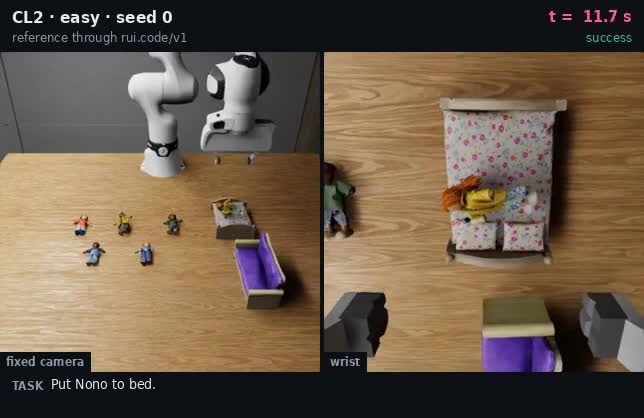 CL2 · easy · seed 0
t = 11.7 s
reference through rui.code/v1
success
fixed camera
wrist
TASK Put Nono to bed.